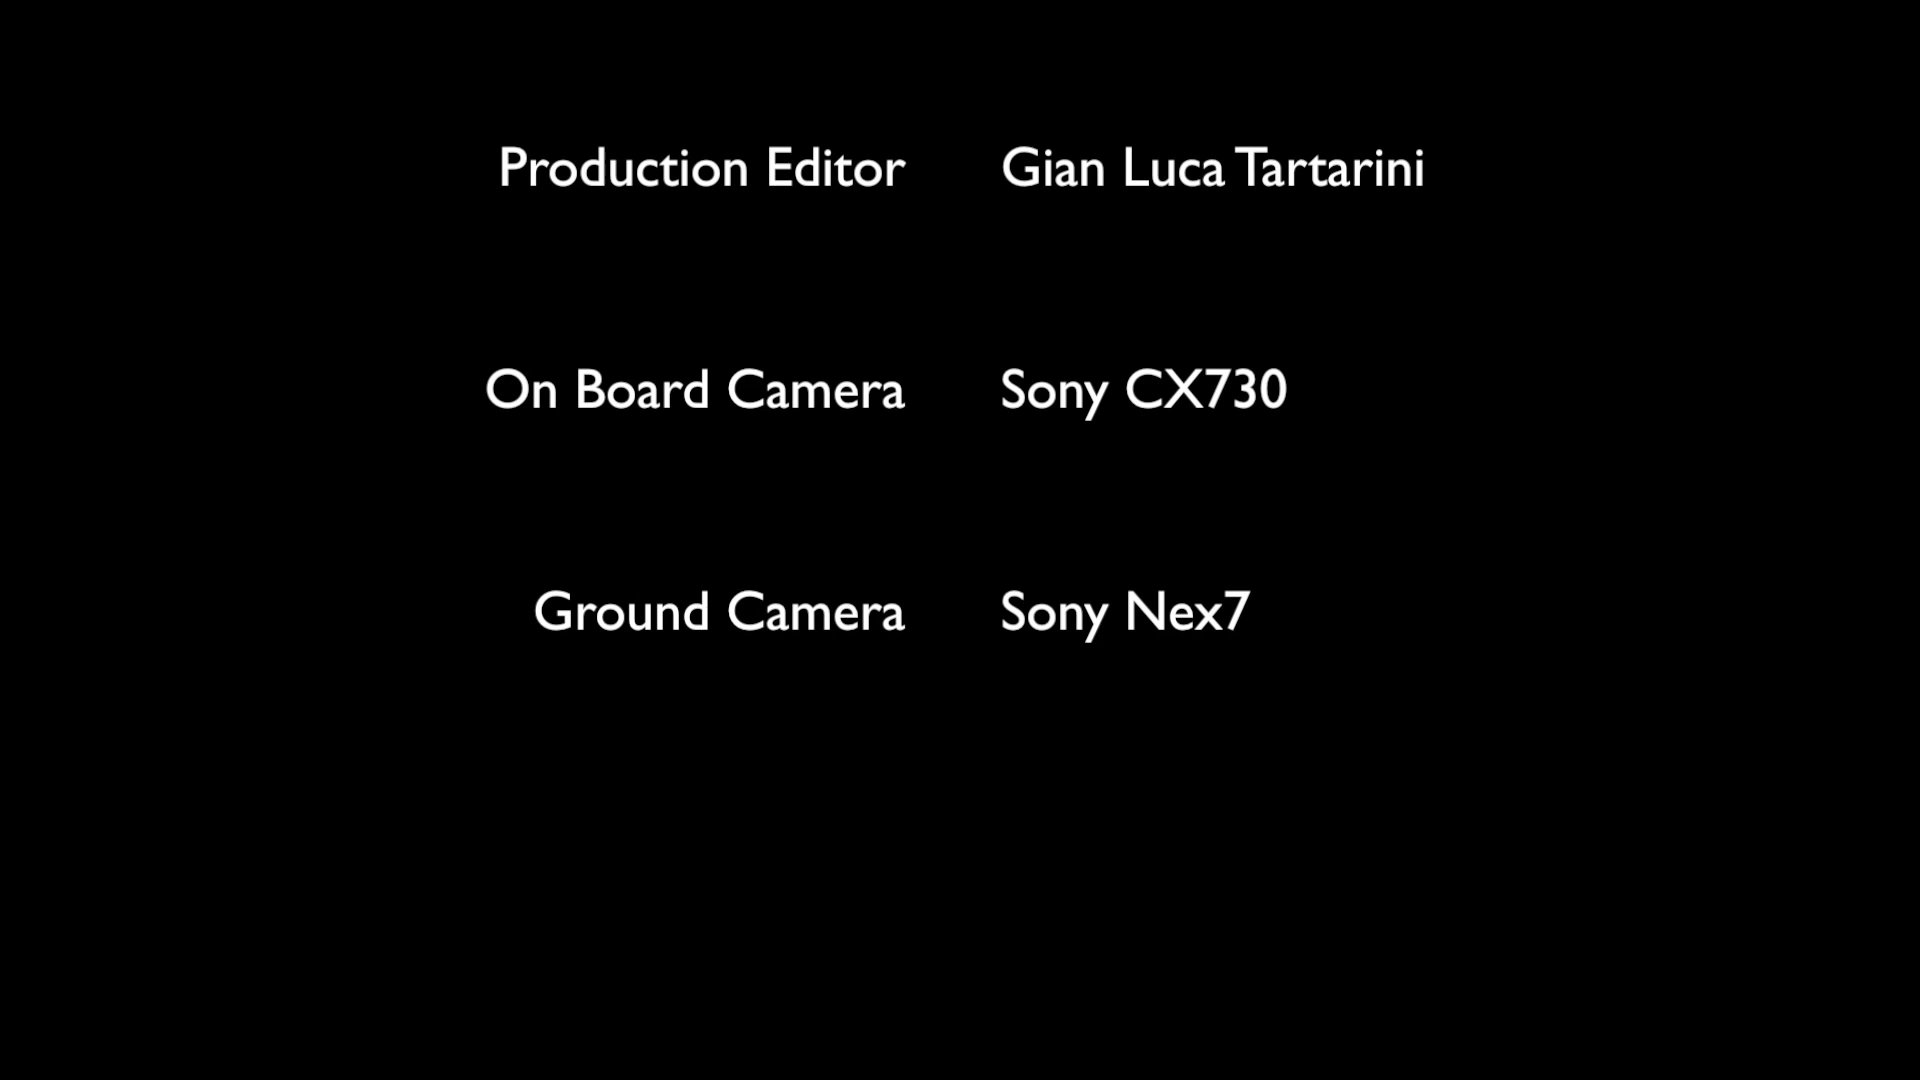 Production Editor Gian Luca Tartarini
On Board Camera Sony CX730
Ground Camera Sony Nex7